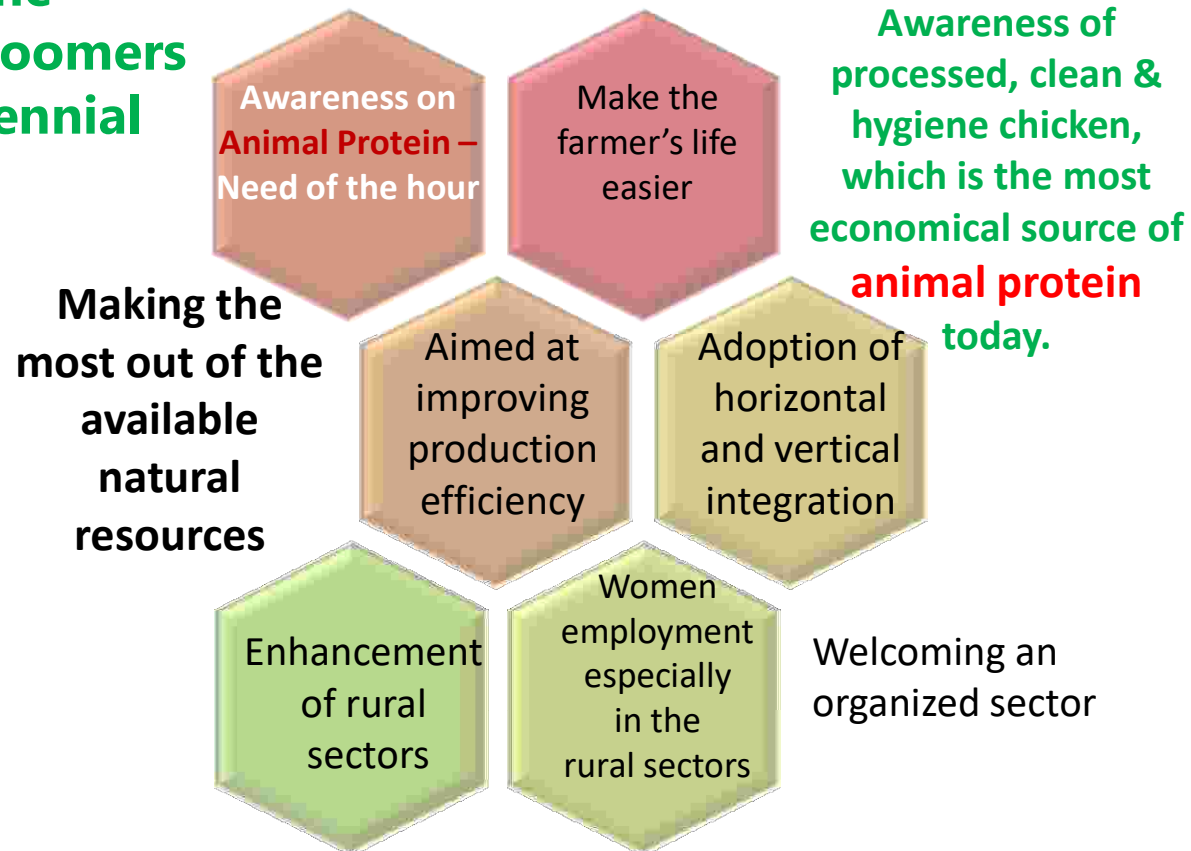 oomers
ennial
Awareness on
Animal Protein –
Need of the hour
Make the
farmer’s life
easier
Awareness of
processed, clean &
hygiene chicken,
which is the most
economical source of
animal protein
today.
Making the
most out of the
available
natural
resources
Aimed at
improving
production
efficiency
Adoption of
horizontal
and vertical
integration
Enhancement
of rural
sectors
Women
employment
especially
in the
rural sectors
Welcoming an
organized sector